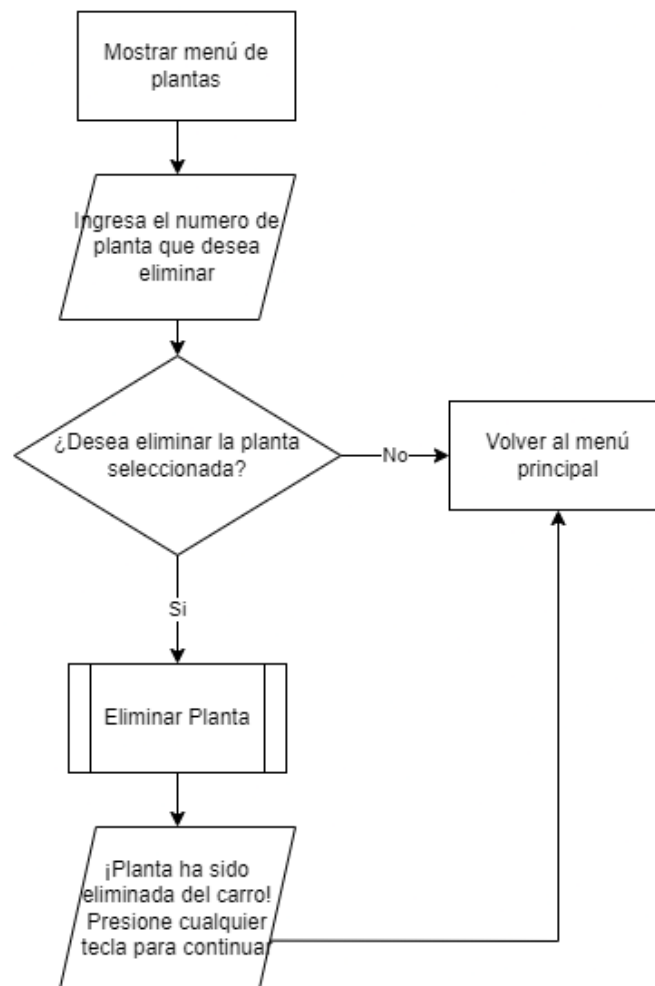 Mostrar menú de
plantas
Ingresa el numero de
planta que desea
eliminar
¿Desea eliminar la planta
seleccionada?
No
Volver al menú
principal
Si
Eliminar Planta
¡Planta ha sido
eliminada del carro!
Presione cualquier
tecla para continuar